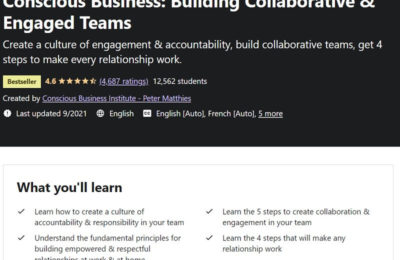 Conscious Business: Building Collaborative &
Engaged Teams
Create a culture of engagement & accountability, build collaborative teams, get 4
steps to make every relationship work.
Bestseller 4.6 (4,687 ratings) 12,562 students
Created by Conscious Business Institute - Peter Matthies
Last updated 9/2021 English English [Auto], French [Auto], 5 more
What you'll learn
✓ Learn how to create a culture of
accountability & responsibility in your team
✓ Learn the 5 steps to create collaboration &
engagement in your team
✓ Understand the fundamental principles for
building empowered & respectful
relationships at work & at home
✓ Learn the 4 steps that will make any
relationship work